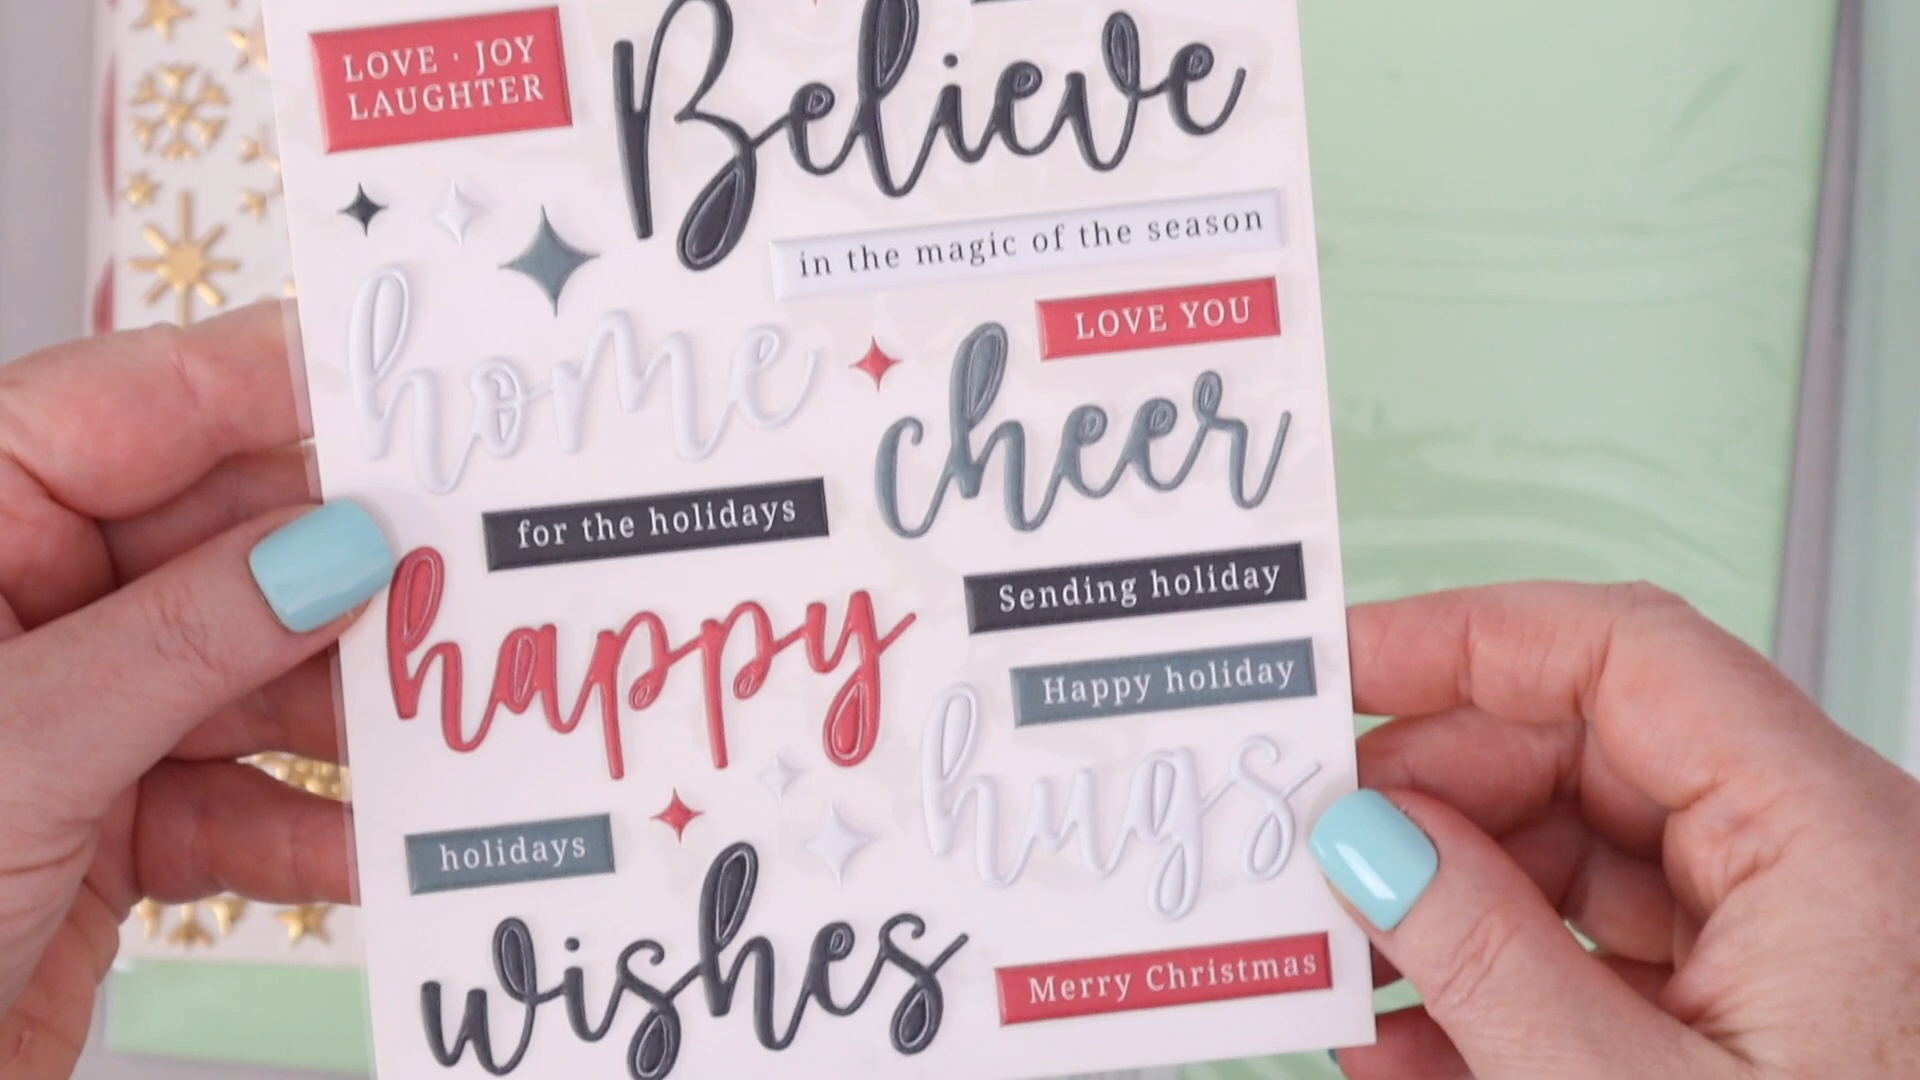 LOVE · JOY
LAUGHTER
Believe
in the magic of the season
home
LOVE YOU
cheer
for the holidays
happy
Sending holiday
Happy holiday
hugs
holidays
wishes
Merry Christmas